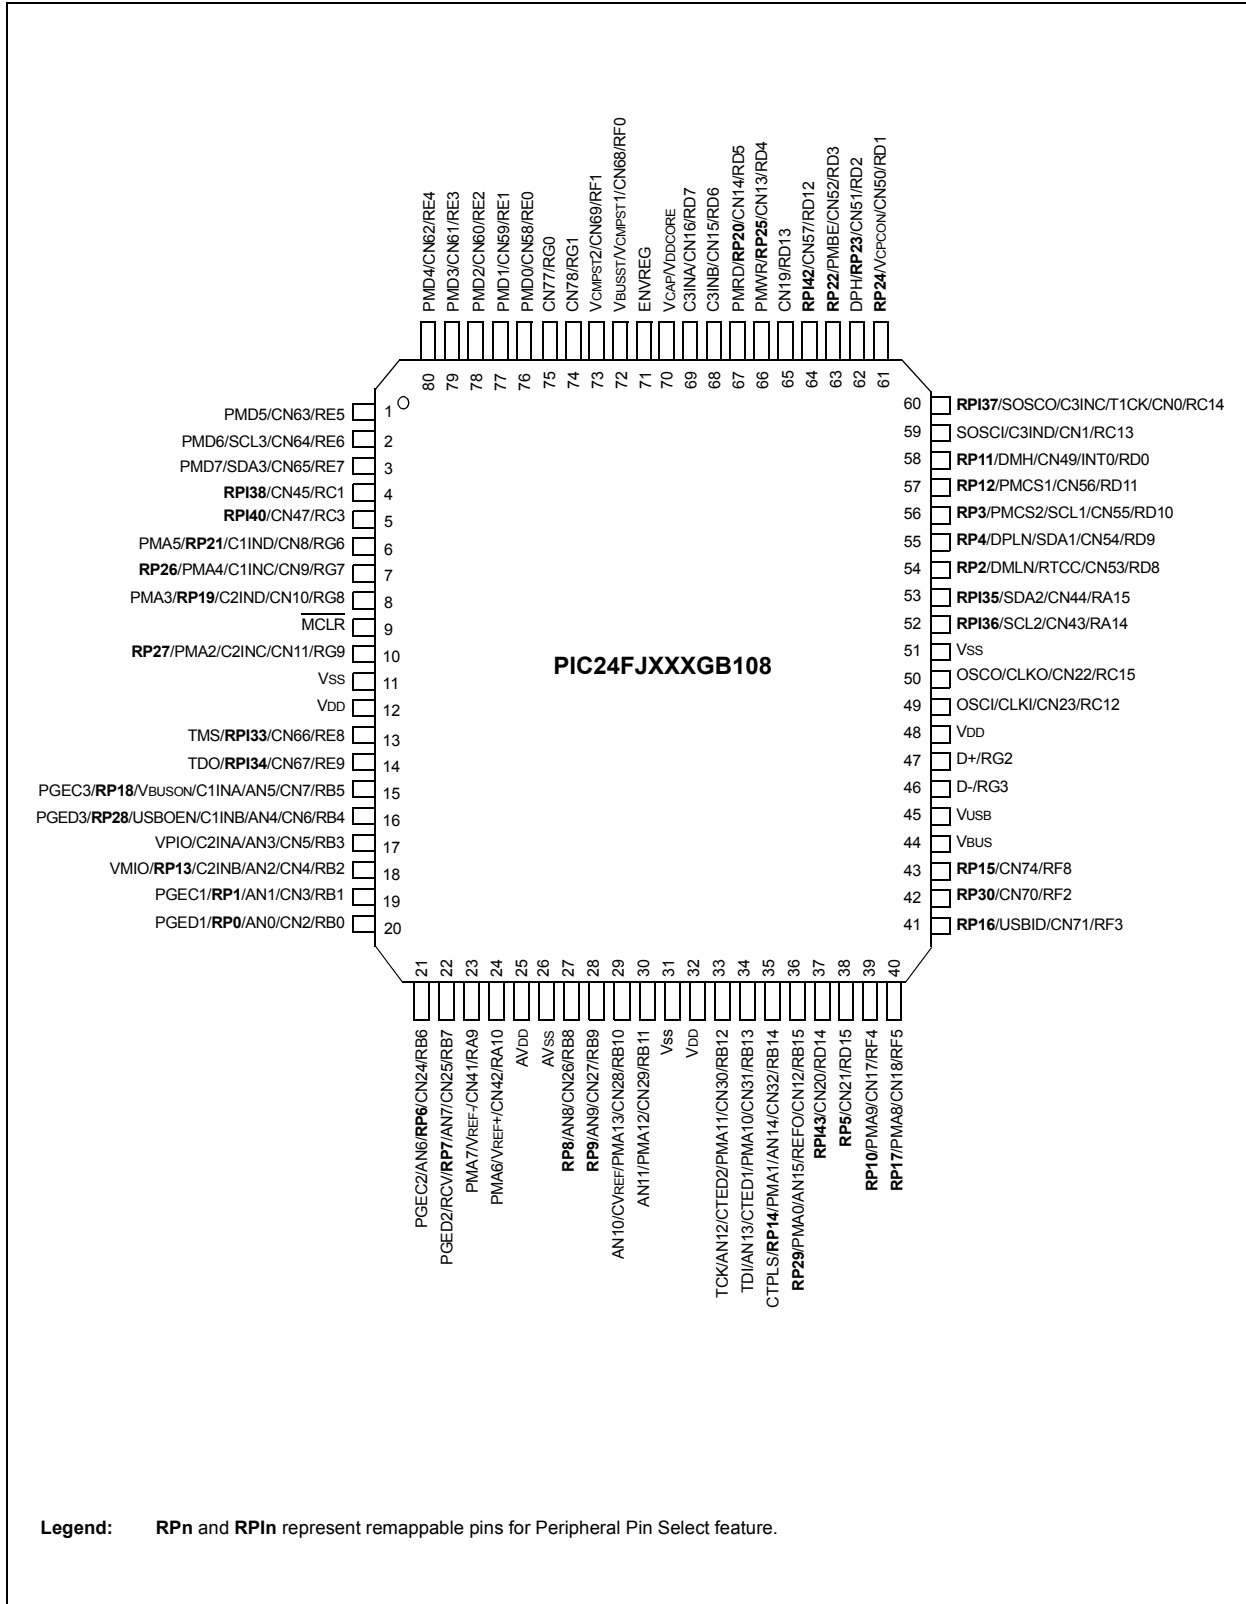 PMD4/CN62/RE4
PMD3/CN61/RE3
PMD2/CN60/RE2
PMD1/CN59/RE1
PMD0/CN58/RE0
CN77/RG0
CN78/RG1
VCMPST2/CN69/RF1
VBUSST/VCMPST1/CN68/RF0
ENVREG
VCAP/VDDCORE
C3INA/CN16/RD7
C3INB/CN15/RD6
PMRD/RP20/CN14/RD5
PMWR/RP25/CN13/RD4
CN19/RD13
RPI42/CN57/RD12
RP22/PMBE/CN52/RD3
DPH/RP23/CN51/RD2
RP24/VCPCON/CN50/RD1
80
79
78
77
76
75
74
73
72
71
70
69
68
67
66
65
64
63
62
61
PMD5/CN63/RE5 1
PMD6/SCL3/CN64/RE6 2
PMD7/SDA3/CN65/RE7 3
RPI38/CN45/RC1 4
RPI40/CN47/RC3 5
PMA5/RP21/C1IND/CN8/RG6 6
RP26/PMA4/C1INC/CN9/RG7 7
PMA3/RP19/C2IND/CN10/RG8 8
MCLR 9
RP27/PMA2/C2INC/CN11/RG9 10
VSS 11
VDD 12
TMS/RPI33/CN66/RE8 13
TDO/RPI34/CN67/RE9 14
PGEC3/RP18/VBUSON/C1INA/AN5/CN7/RB5 15
PGED3/RP28/USBOEN/C1INB/AN4/CN6/RB4 16
VPIO/C2INA/AN3/CN5/RB3 17
VMIO/RP13/C2INB/AN2/CN4/RB2 18
PGEC1/RP1/AN1/CN3/RB1 19
PGED1/RP0/AN0/CN2/RB0 20
PIC24FJXXXGB108
60 RPI37/SOSCO/C3INC/T1CK/CN0/RC14
59 SOSCI/C3IND/CN1/RC13
58 RP11/DMH/CN49/INT0/RD0
57 RP12/PMCS1/CN56/RD11
56 RP3/PMCS2/SCL1/CN55/RD10
55 RP4/DPLN/SDA1/CN54/RD9
54 RP2/DMLN/RTCC/CN53/RD8
53 RPI35/SDA2/CN44/RA15
52 RPI36/SCL2/CN43/RA14
51 VSS
50 OSCO/CLKO/CN22/RC15
49 OSCI/CLKI/CN23/RC12
48 VDD
47 D+/RG2
46 D-/RG3
45 VUSB
44 VBUS
43 RP15/CN74/RF8
42 RP30/CN70/RF2
41 RP16/USBID/CN71/RF3
21
22
23
24
25
26
27
28
29
30
31
32
33
34
35
36
37
38
39
40
PGEC2/AN6/RP6/CN24/RB6
PGED2/RCV/RP7/AN7/CN25/RB7
PMA7/VREF-/CN41/RA9
PMA6/VREF+/CN42/RA10
AVDD
AVSS
RP8/AN8/CN26/RB8
RP9/AN9/CN27/RB9
AN10/CVREF/PMA13/CN28/RB10
AN11/PMA12/CN29/RB11
Vss
VDD
TCK/AN12/CTED2/PMA11/CN30/RB12
TDI/AN13/CTED1/PMA10/CN31/RB13
CTPLS/RP14/PMA1/AN14/CN32/RB14
RP29/PMA0/AN15/REFO/CN12/RB15
RPI43/CN20/RD14
RP5/CN21/RD15
RP10/PMA9/CN17/RF4
RP17/PMA8/CN18/RF5
Legend: RPn and RPIn represent remappable pins for Peripheral Pin Select feature.